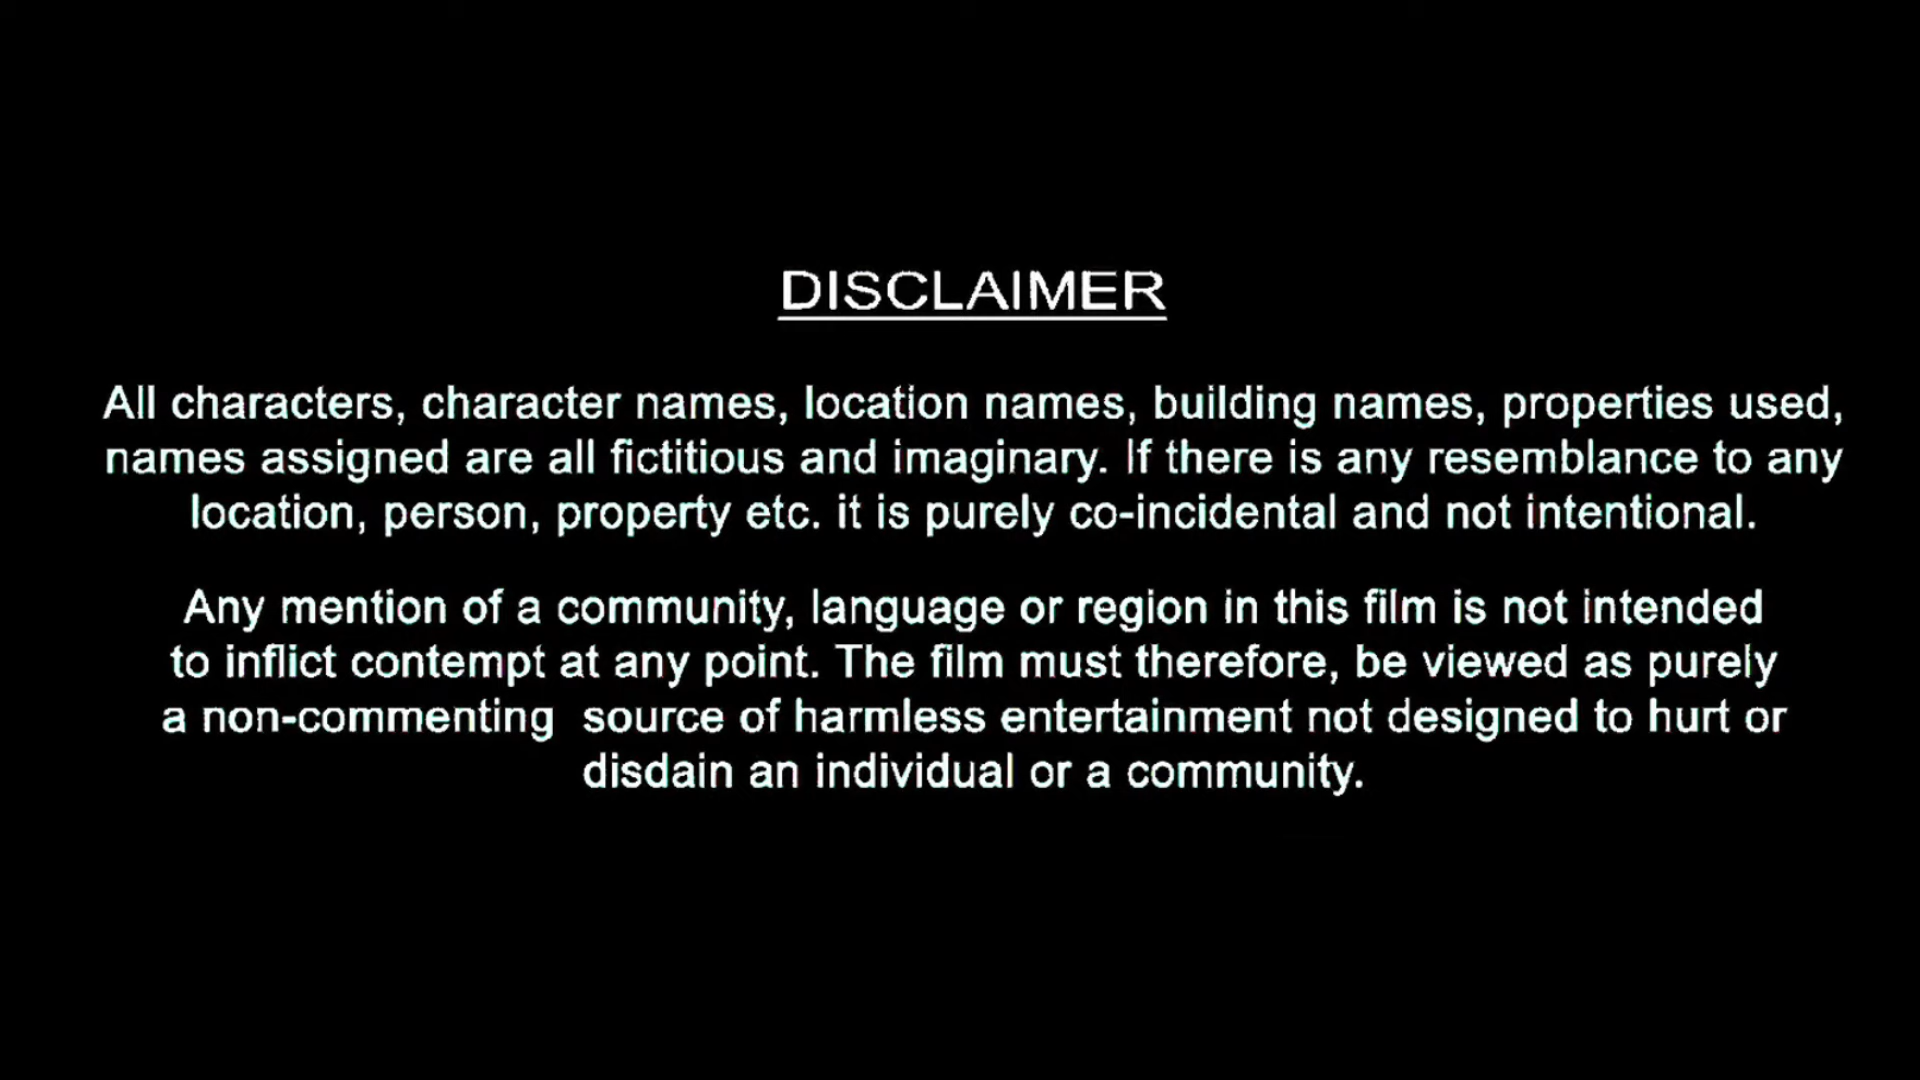 DISCLAIMER
All characters, character names, location names, building names, properties used,
names assigned are all fictitious and imaginary. If there is any resemblance to any
location, person, property etc. it is purely co-incidental and not intentional.
Any mention of a community, language or region in this film is not intended
to inflict contempt at any point. The film must therefore, be viewed as purely
a non-commenting  source of harmless entertainment not designed to hurt or
disdain an individual or a community.